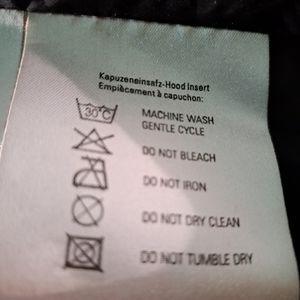 Kapuzeneinsatz-Hood Insert
Empiècement à capuchon:
30°C
MACHINE WASH
GENTLE CYCLE
DO NOT BLEACH
DO NOT IRON
DO NOT DRY CLEAN
DO NOT TUMBLE DRY